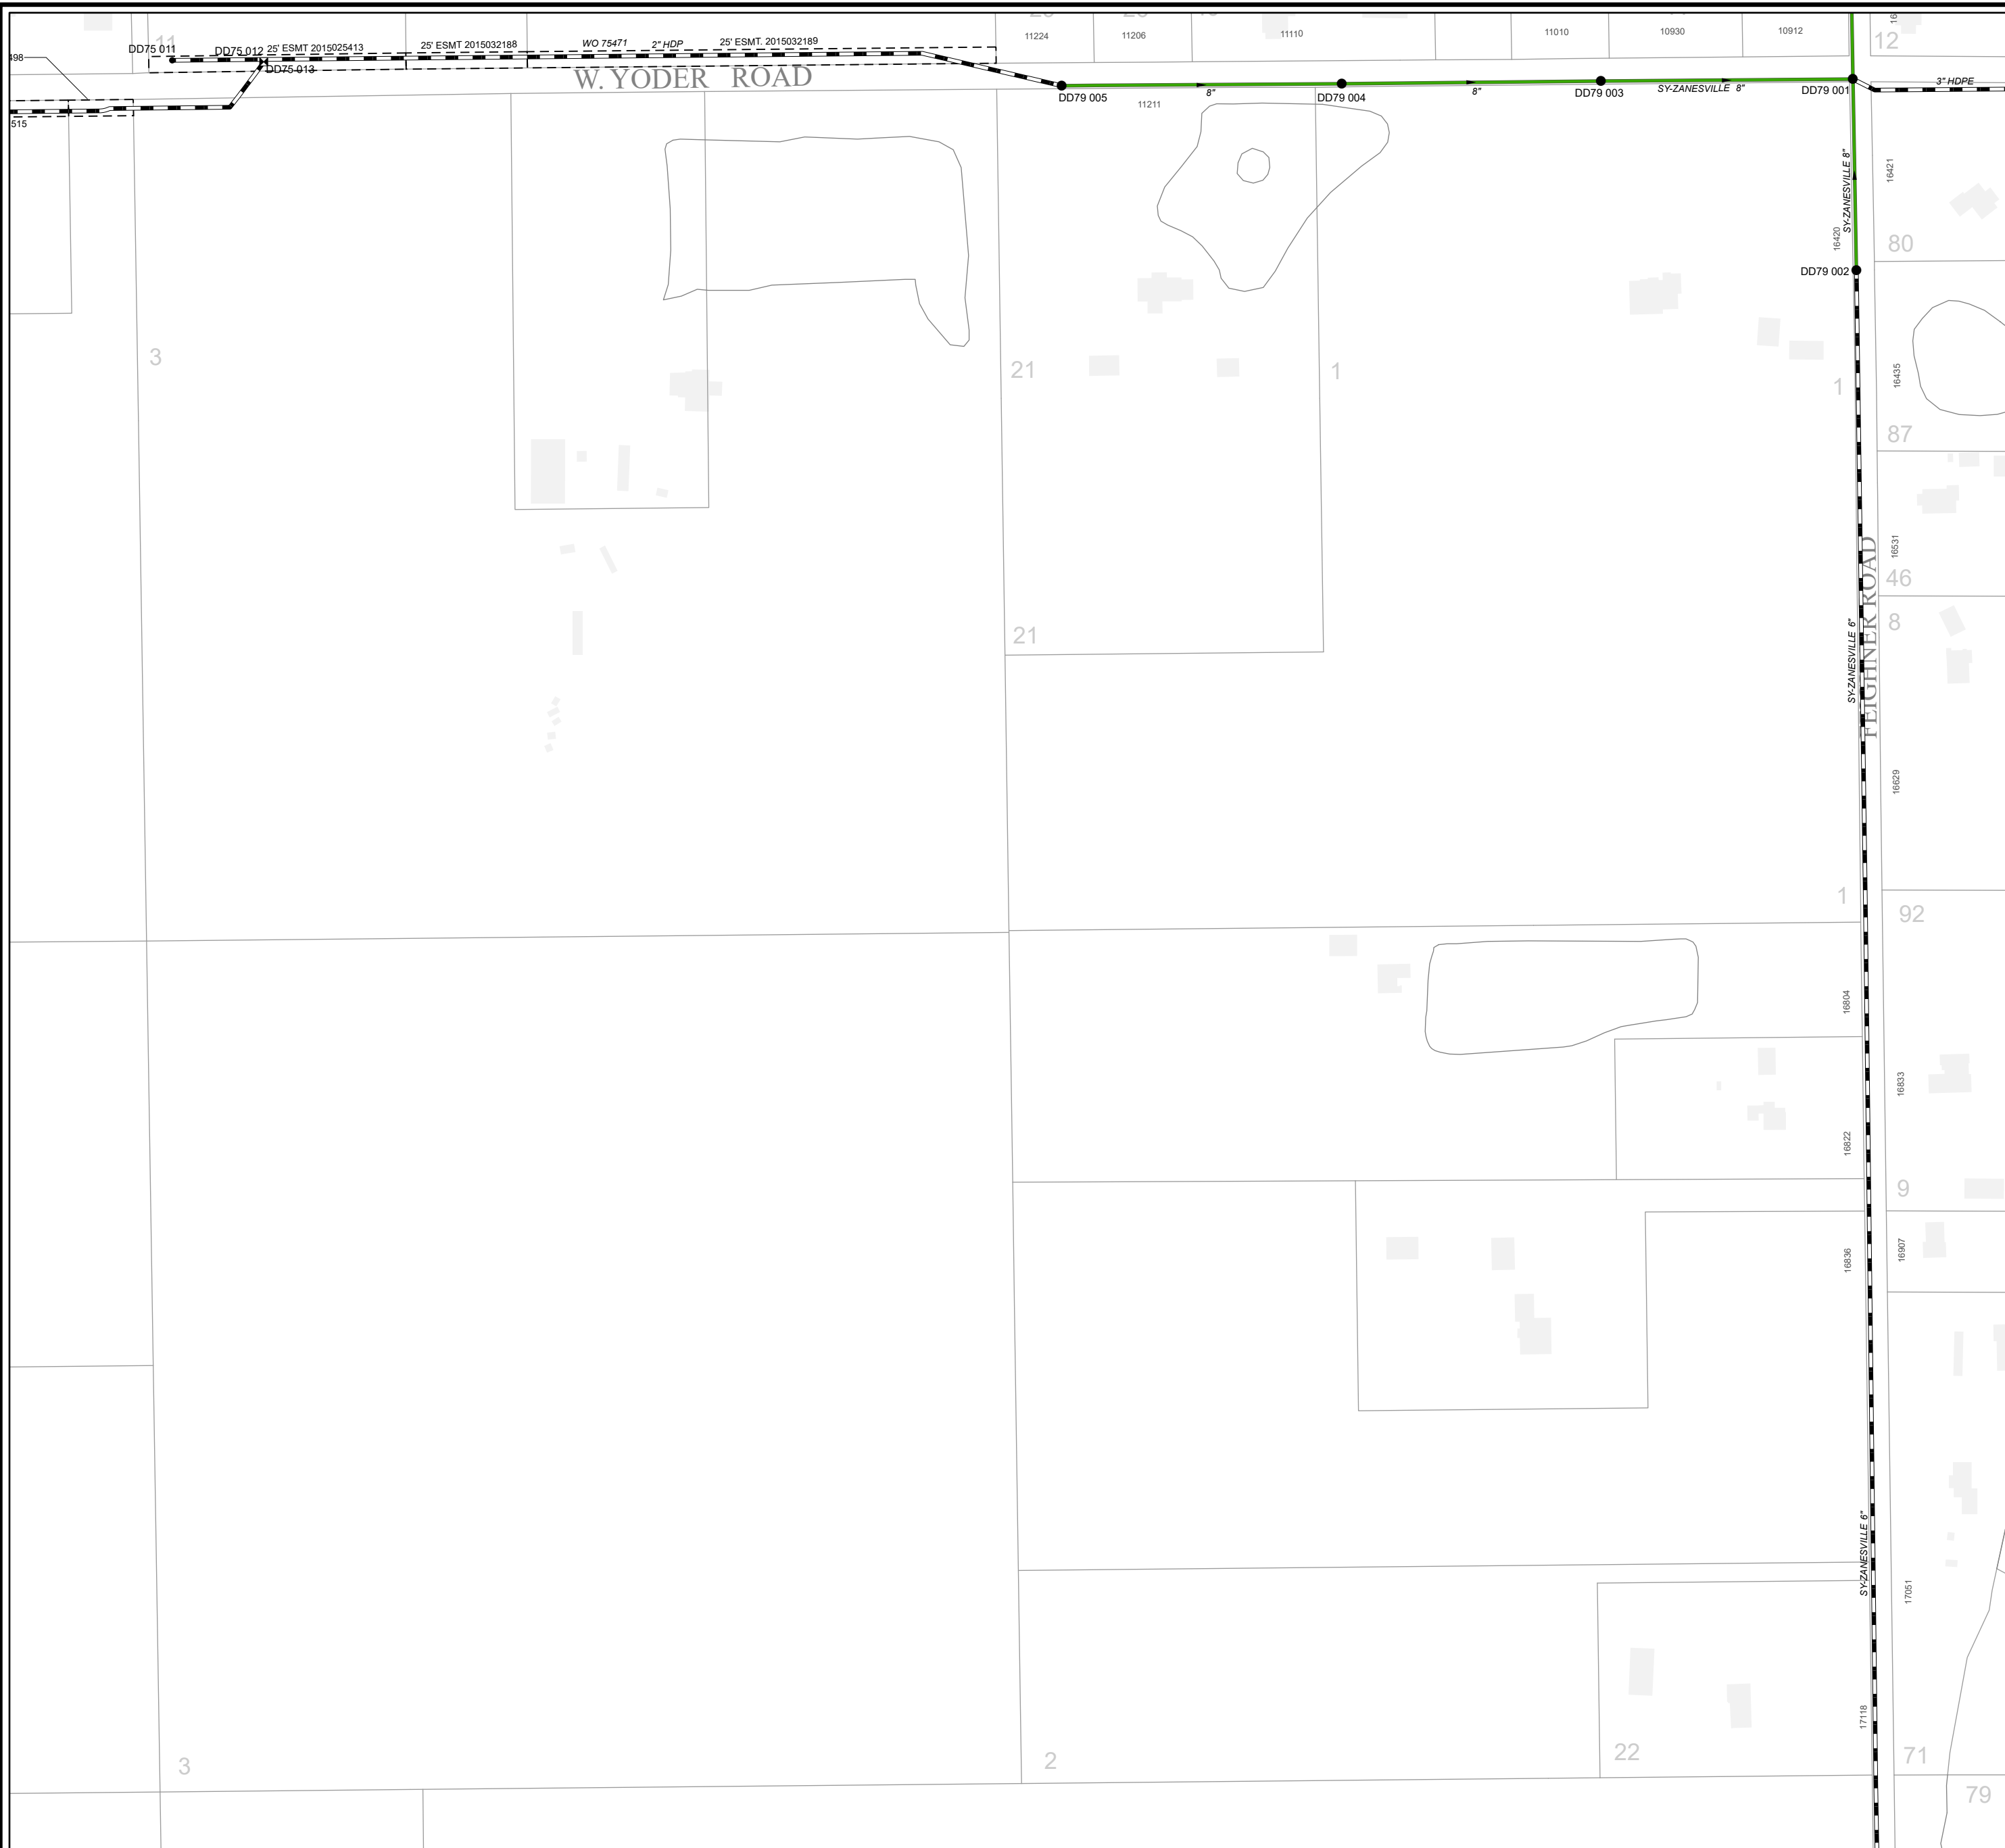 11224
11206
11110
11010
10930
10912
12
11
DD75 011
DD75 012
25' ESMT 2015025413
25' ESMT 2015032188
WO 75471
2" HDP
25' ESMT. 2015032189
DD75 013
498
515
W. YODER ROAD
DD79 005
8"
11211
DD79 004
8"
DD79 003
SY-ZANESVILLE 8"
DD79 001
3" HDPE
SY-ZANESVILLE 8"
16421
16420
80
DD79 002
3
21
1
1
16435
87
16531
46
8
21
SY-ZANESVILLE 6"
FEIGHNER ROAD
16629
1
92
16804
16833
16822
9
16836
16907
SY-ZANESVILLE 6"
17051
17118
3
2
22
71
79